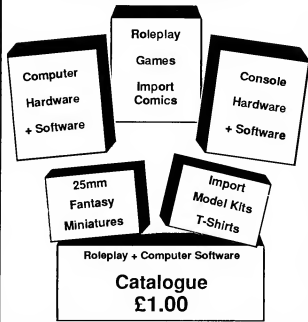 Roleplay
Games
Import
Comics
Computer
Hardware
+ Software
Console
Hardware
+ Software
25mm
Fantasy
Miniatures
Import
Model Kits
T-Shirts
Roleplay + Computer Software
Catalogue
£1.00